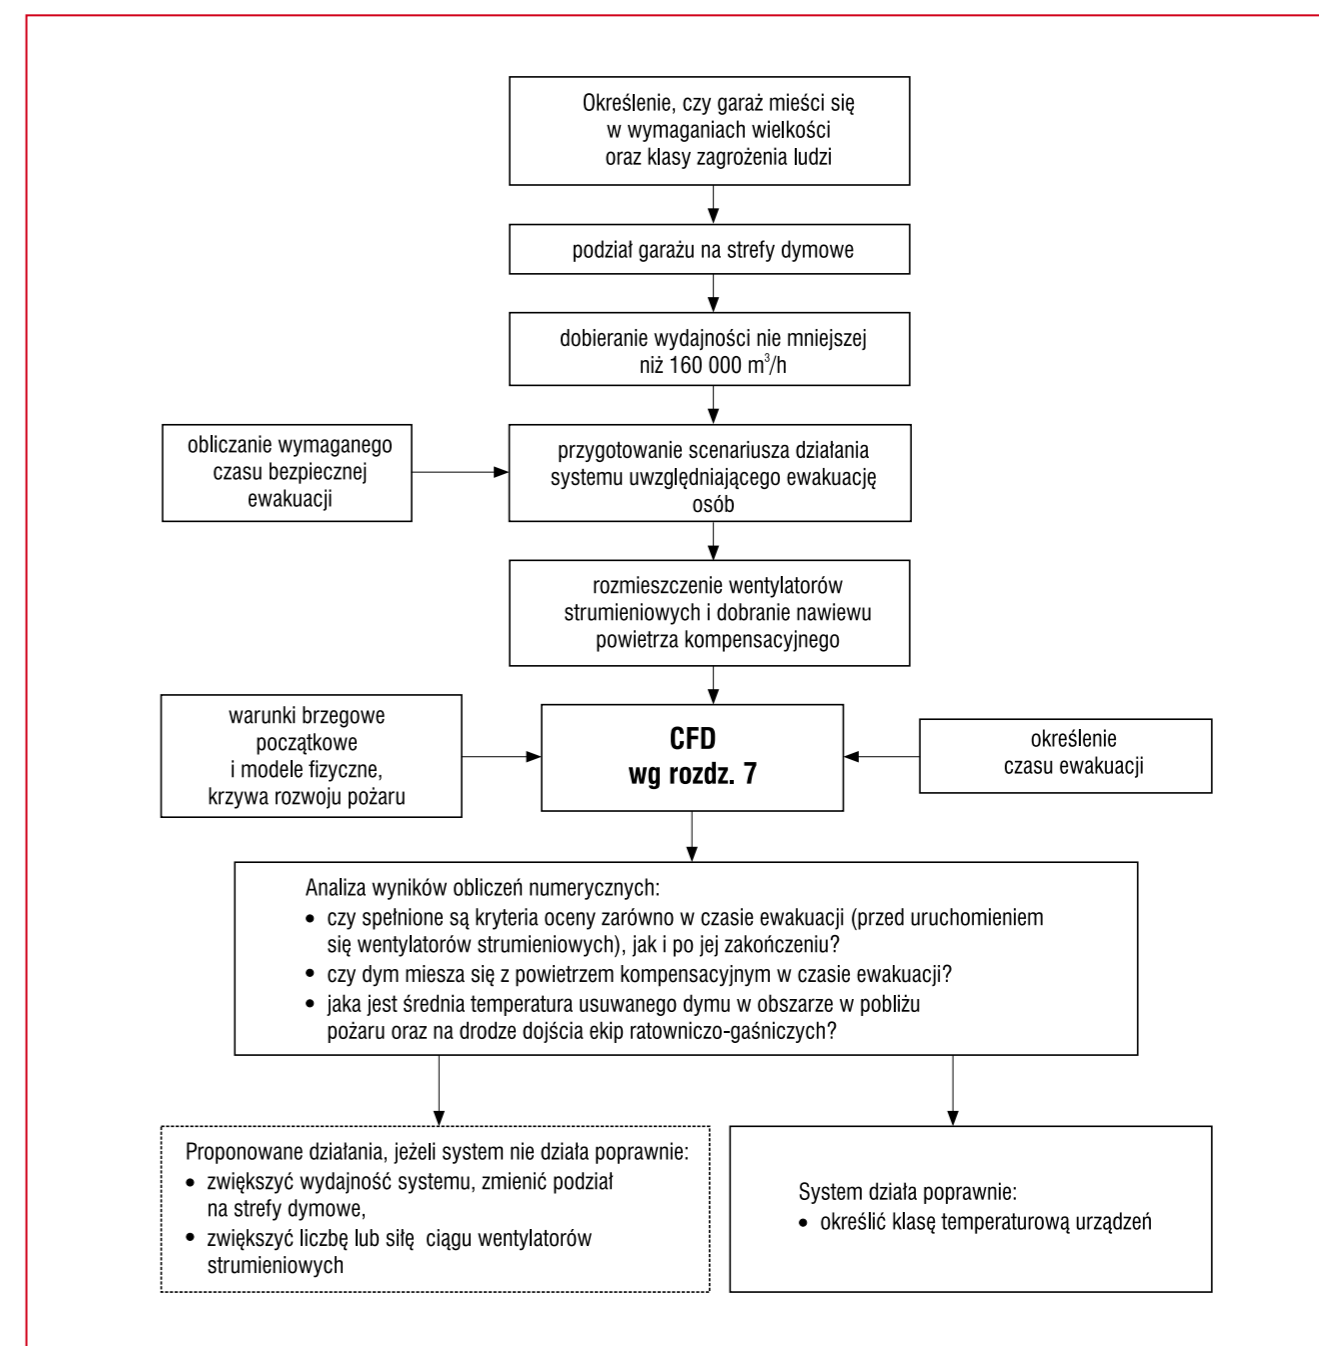 Określenie, czy garaż mieści się
w wymaganiach wielkości
oraz klasy zagrożenia ludzi
podział garażu na strefy dymowe
dobieranie wydajności nie mniejszej
niż 160 000 m³/h
obliczanie wymaganego
czasu bezpiecznej
ewakuacji
przygotowanie scenariusza działania
systemu uwzględniającego ewakuację
osób
rozmieszczenie wentylatorów
strumieniowych i dobranie nawiewu
powietrza kompensacyjnego
warunki brzegowe
początkowe
i modele fizyczne,
krzywa rozwoju pożaru
CFD
wg rozdz. 7
określenie
czasu ewakuacji
Analiza wyników obliczeń numerycznych:
• czy spełnione są kryteria oceny zarówno w czasie ewakuacji (przed uruchomieniem
się wentylatorów strumieniowych), jak i po jej zakończeniu?
• czy dym miesza się z powietrzem kompensacyjnym w czasie ewakuacji?
• jaka jest średnia temperatura usuwanego dymu w obszarze w pobliżu
pożaru oraz na drodze dojścia ekip ratowniczo-gaśniczych?
Proponowane działania, jeżeli system nie działa poprawnie:
• zwiększyć wydajność systemu, zmienić podział
na strefy dymowe,
• zwiększyć liczbę lub siłę ciągu wentylatorów
strumieniowych
System działa poprawnie:
• określić klasę temperaturową urządzeń